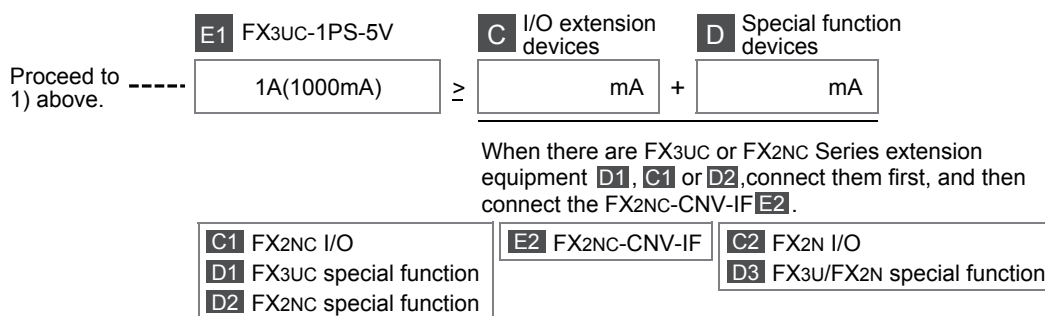 E1 FX3UC-1PS-5V
C I/O extension devices
D Special function devices
Proceed to
1) above.
1A(1000mA) ≥ mA + mA
When there are FX3UC or FX2NC Series extension
equipment D1, C1 or D2,connect them first, and then
connect the FX2NC-CNV-IF E2.
C1 FX2NC I/O
D1 FX3UC special function
D2 FX2NC special function
E2 FX2NC-CNV-IF
C2 FX2N I/O
D3 FX3U/FX2N special function